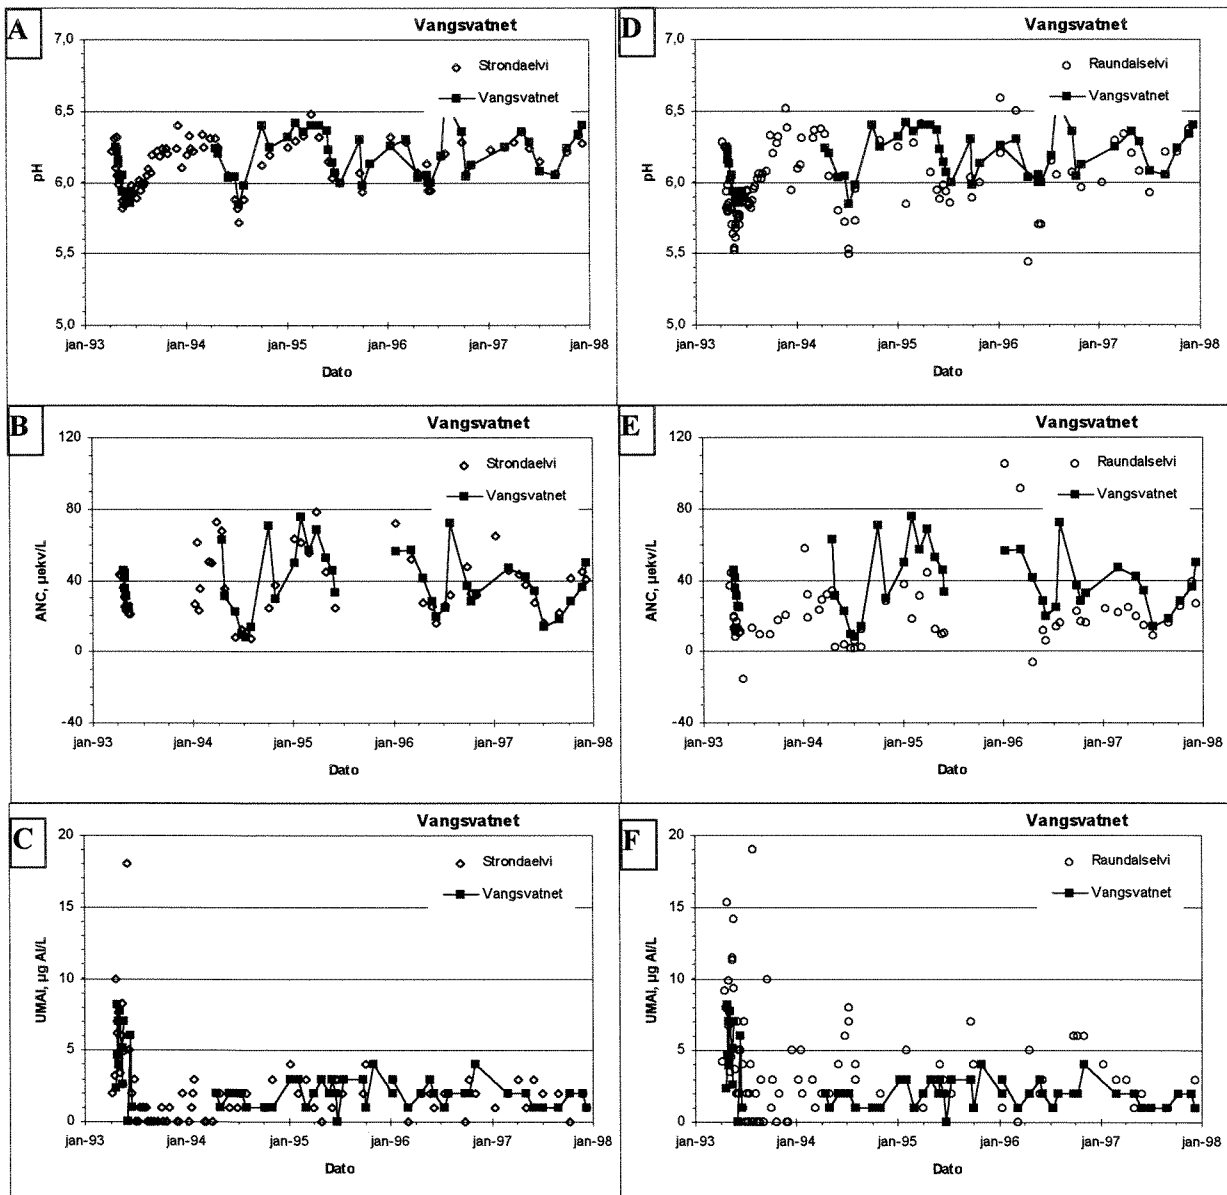 A
Vangsvatnet
Strondaelvi
Vangsvatnet
7,0
6,5
6,0
5,5
5,0
pH
jan-93 jan-94 jan-95 jan-96 jan-97 jan-98
Dato
D
Vangsvatnet
Raundalselvi
Vangsvatnet
7,0
6,5
6,0
5,5
5,0
pH
jan-93 jan-94 jan-95 jan-96 jan-97 jan-98
Dato
B
Vangsvatnet
Strondaelvi
Vangsvatnet
120
80
40
0
-40
ANC, µekv/L
jan-93 jan-94 jan-95 jan-96 jan-97 jan-98
Dato
E
Vangsvatnet
Raundalselvi
Vangsvatnet
120
80
40
0
-40
ANC, µekv/L
jan-93 jan-94 jan-95 jan-96 jan-97 jan-98
Dato
C
Vangsvatnet
Strondaelvi
Vangsvatnet
20
15
10
5
0
UMAl, µg Al/L
jan-93 jan-94 jan-95 jan-96 jan-97 jan-98
Dato
F
Vangsvatnet
Raundalselvi
Vangsvatnet
20
15
10
5
0
UMAl, µg Al/L
jan-93 jan-94 jan-95 jan-96 jan-97 jan-98
Dato